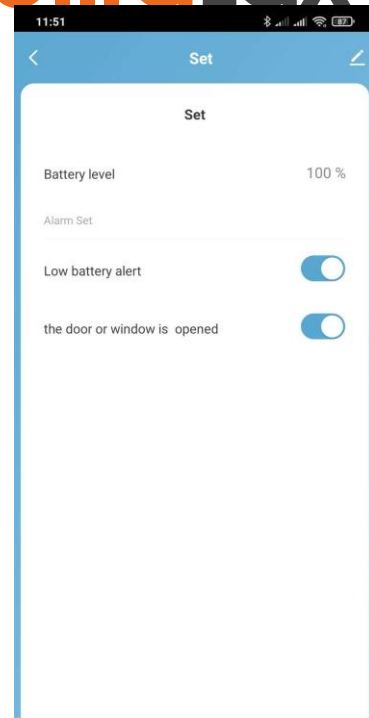 11:51
87
Set
Set
Battery level 100 %
Alarm Set
Low battery alert
the door or window is opened